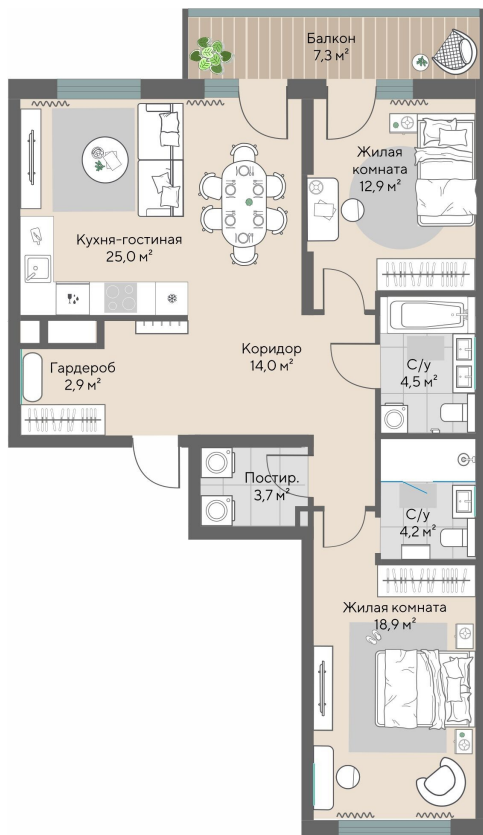 Балкон
7,3 м²
Жилая
комната
12,9 м²
Кухня-гостиная
25,0 м²
Коридор
14,0 м²
Гардероб
2,9 м²
С/у
4,5 м²
Постир.
3,7 м²
С/у
4,2 м²
Жилая комната
18,9 м²